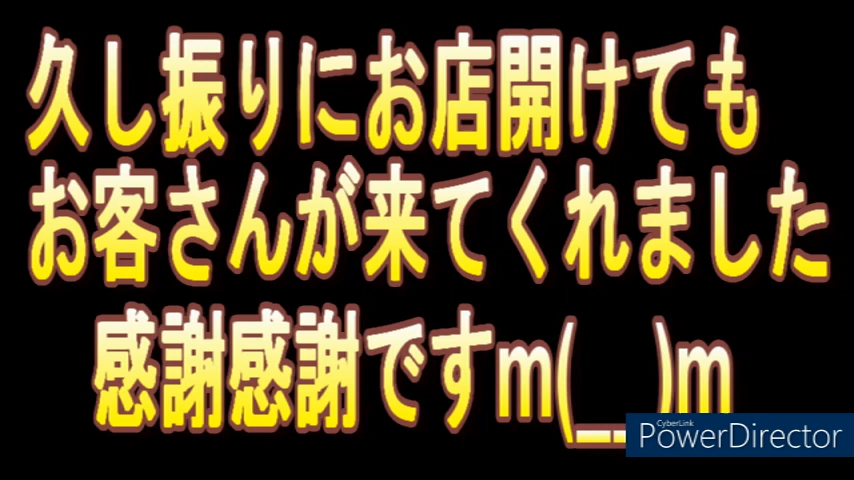 久し振りにお店開けても
お客さんが来てくれました
感謝感謝ですm(__)m
CyberLink
PowerDirector